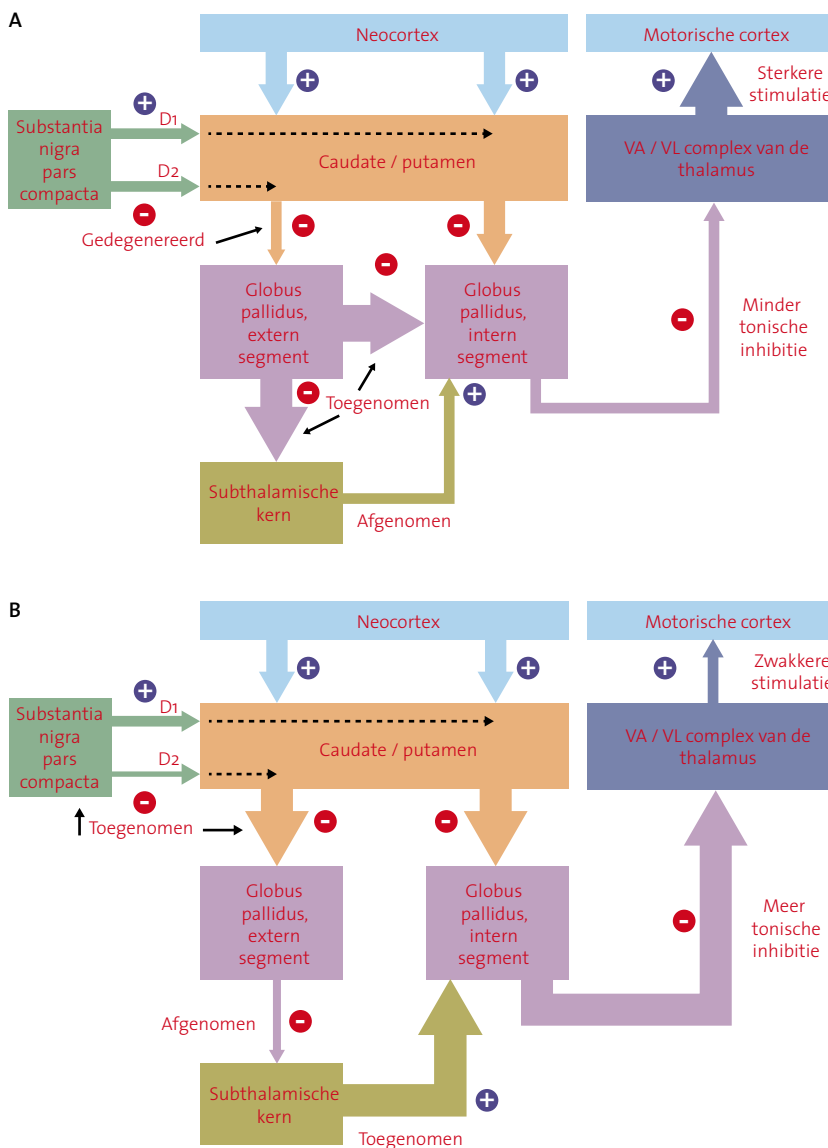 A
Neocortex
Motorische cortex
+
+
+
Sterkere
stimulatie
+
D1
Substantia
nigra
pars
compacta
Caudate / putamen
VA / VL complex van de
thalamus
D2
-
Gedegenereerd
-
-
-
Globus
pallidus,
extern
segment
Globus
pallidus,
intern
segment
-
Minder
tonische
inhibitie
-
Toegenomen
+
Subthalamische
kern
Afgenomen
B
Neocortex
Motorische cortex
+
+
+
Zwakkere
stimulatie
+
D1
Substantia
nigra
pars
compacta
Caudate / putamen
VA / VL complex van de
thalamus
D2
-
Toegenomen
-
-
Globus
pallidus,
extern
segment
Globus
pallidus,
intern
segment
-
Meer
tonische
inhibitie
Afgenomen
-
Subthalamische
kern
+
Toegenomen